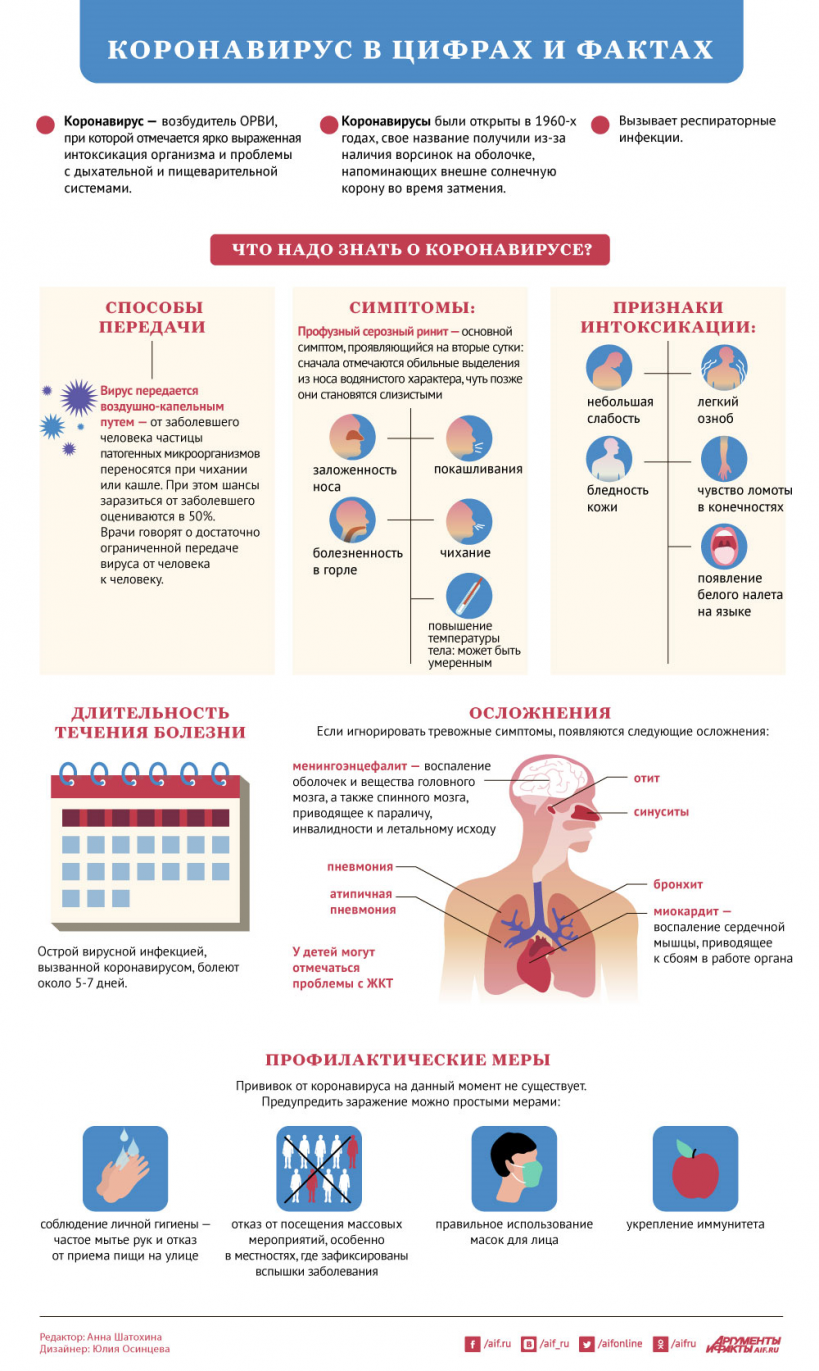 КОРОНАВИРУС В ЦИФРАХ И ФАКТАХ
Коронавирус — возбудитель ОРВИ,
при которой отмечается ярко выраженная
интоксикация организма и проблемы
с дыхательной и пищеварительной
системами.
Коронавирусы были открыты в 1960-х
годах, свое название получили из-за
наличия ворсинок на оболочке,
напоминающих внешне солнечную
корону во время затмения.
Вызывает респираторные
инфекции.
ЧТО НАДО ЗНАТЬ О КОРОНАВИРУСЕ?
СПОСОБЫ
ПЕРЕДАЧИ
Вирус передается
воздушно-капельным
путем — от заболевшего
человека частицы
патогенных микроорганизмов
переносятся при чихании
или кашле. При этом шансы
заразиться от заболевшего
оцениваются в 50%.
Врачи говорят о достаточно
ограниченной передаче
вируса от человека
к человеку.
СИМПТОМЫ:
Профузный серозный ринит — основной
симптом, проявляющийся на вторые сутки:
сначала отмечаются обильные выделения
из носа водянистого характера, чуть позже
они становятся слизистыми
заложенность
носа
покашливания
болезненность
в горле
чихание
повышение
температуры
тела: может быть
умеренным
ПРИЗНАКИ
ИНТОКСИКАЦИИ:
небольшая
слабость
легкий
озноб
бледность
кожи
чувство ломоты
в конечностях
появление
белого налета
на языке
ДЛИТЕЛЬНОСТЬ
ТЕЧЕНИЯ БОЛЕЗНИ
Острой вирусной инфекцией,
вызванной коронавирусом, болеют
около 5-7 дней.
ОСЛОЖНЕНИЯ
Если игнорировать тревожные симптомы, появляются следующие осложнения:
менингоэнцефалит — воспаление
оболочек и вещества головного
мозга, а также спинного мозга,
приводящее к параличу,
инвалидности и летальному исходу
отит
синуситы
пневмония
атипичная
пневмония
бронхит
миокардит —
воспаление сердечной
мышцы, приводящее
к сбоям в работе органа
У детей могут
отмечаться
проблемы с ЖКТ
ПРОФИЛАКТИЧЕСКИЕ МЕРЫ
Прививок от коронавируса на данный момент не существует.
Предупредить заражение можно простыми мерами:
соблюдение личной гигиены —
частое мытье рук и отказ
от приема пищи на улице
отказ от посещения массовых
мероприятий, особенно
в местностях, где зафиксированы
вспышки заболевания
правильное использование
масок для лица
укрепление иммунитета
Редактор: Анна Шатохина
Дизайнер: Юлия Осинцева
/aif.ru
/aif_ru
/aifonline
/aifru
АРГУМЕНТЫ
И ФАКТЫ AIF.RU